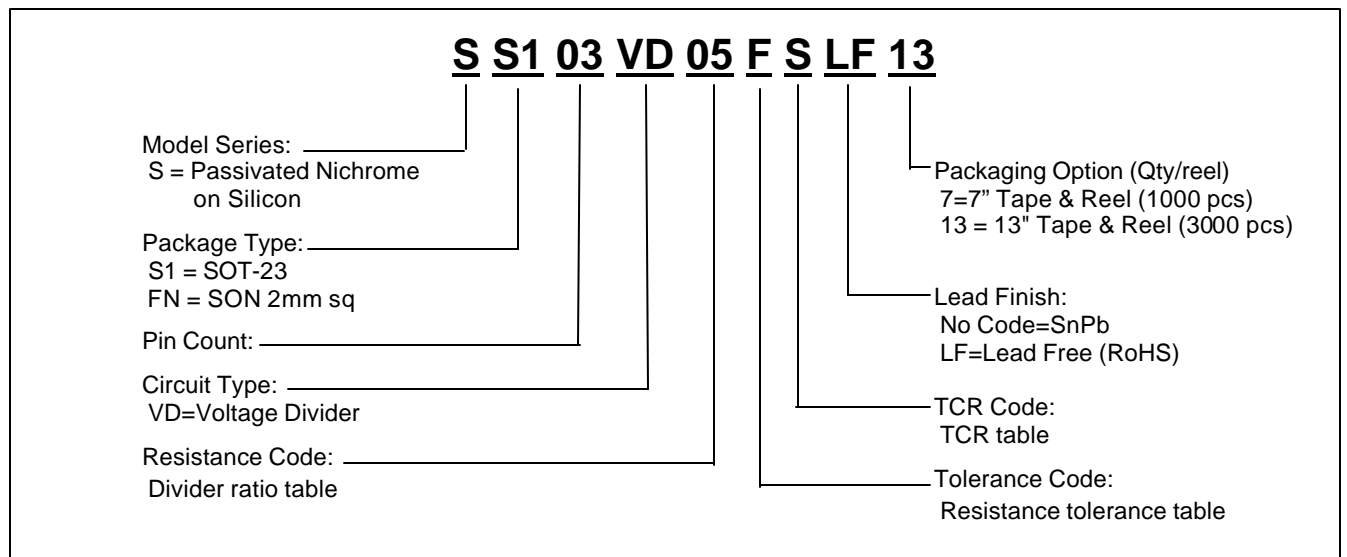 S S1 03 VD 05 F S LF 13
Model Series:
S = Passivated Nichrome
on Silicon
Package Type:
S1 = SOT-23
FN = SON 2mm sq
Pin Count:
Circuit Type:
VD=Voltage Divider
Resistance Code:
Divider ratio table
Packaging Option (Qty/reel)
7=7” Tape & Reel (1000 pcs)
13 = 13" Tape & Reel (3000 pcs)
Lead Finish:
No Code=SnPb
LF=Lead Free (RoHS)
TCR Code:
TCR table
Tolerance Code:
Resistance tolerance table